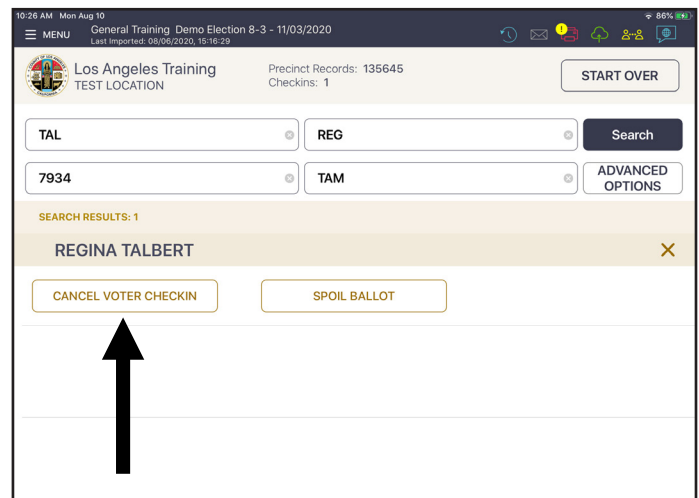 10:26 AM Mon Aug 10
86%
MENU
General Training Demo Election 8-3 - 11/03/2020
Last Imported: 08/06/2020, 15:16:29
Los Angeles Training
TEST LOCATION
Precinct Records: 135645
Checkins: 1
START OVER
TAL
REG
Search
7934
TAM
ADVANCED
OPTIONS
SEARCH RESULTS: 1
REGINA TALBERT
CANCEL VOTER CHECKIN
SPOIL BALLOT